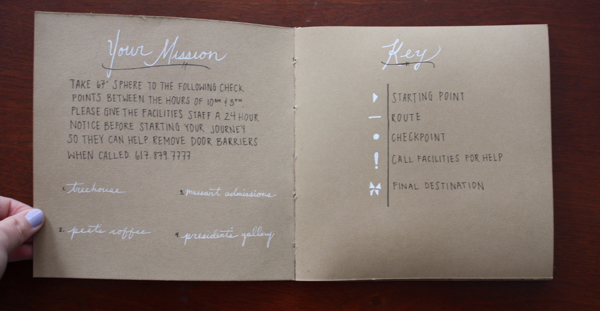 Your Mission
TAKE 67" SPHERE TO THE FOLLOWING CHECK
POINTS BETWEEN THE HOURS OF 10AM & 3PM.
PLEASE GIVE THE FACILITIES STAFF A 24 HOUR
NOTICE BEFORE STARTING YOUR JOURNEY
SO THEY CAN HELP REMOVE DOOR BARRIERS
WHEN CALLED. 617.879.7777
1. treehouse
3. massart admissions
2. peets coffee
4. presidents gallery
Key
STARTING POINT
ROUTE
CHECKPOINT
! CALL FACILITIES FOR HELP
FINAL DESTINATION